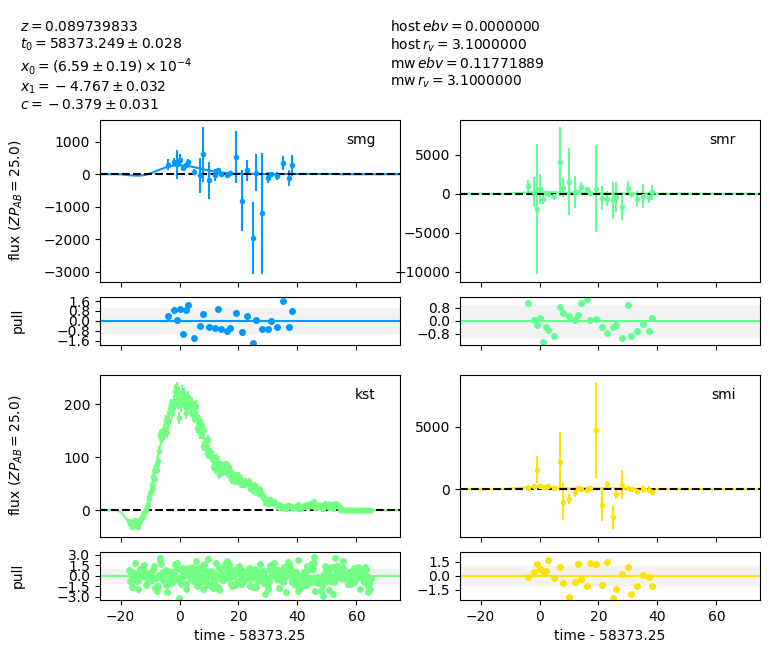 z = 0.089739833
t₀ = 58373.249 ± 0.028
x₀ = (6.59 ± 0.19) × 10⁻⁴
x₁ = −4.767 ± 0.032
c = −0.379 ± 0.031
host ebv = 0.0000000
host r_v = 3.1000000
mw ebv = 0.11771889
mw r_v = 3.1000000
smg
flux (ZP_AB = 25.0)
1000
0
−1000
−2000
−3000
smr
5000
0
−5000
−10000
pull
1.6
0.8
0.0
−0.8
−1.6
0.8
0.0
−0.8
kst
flux (ZP_AB = 25.0)
200
100
0
smi
5000
0
pull
3.0
1.5
0.0
−1.5
−3.0
−20 0 20 40 60
time - 58373.25
1.5
0.0
−1.5
−20 0 20 40 60
time - 58373.25